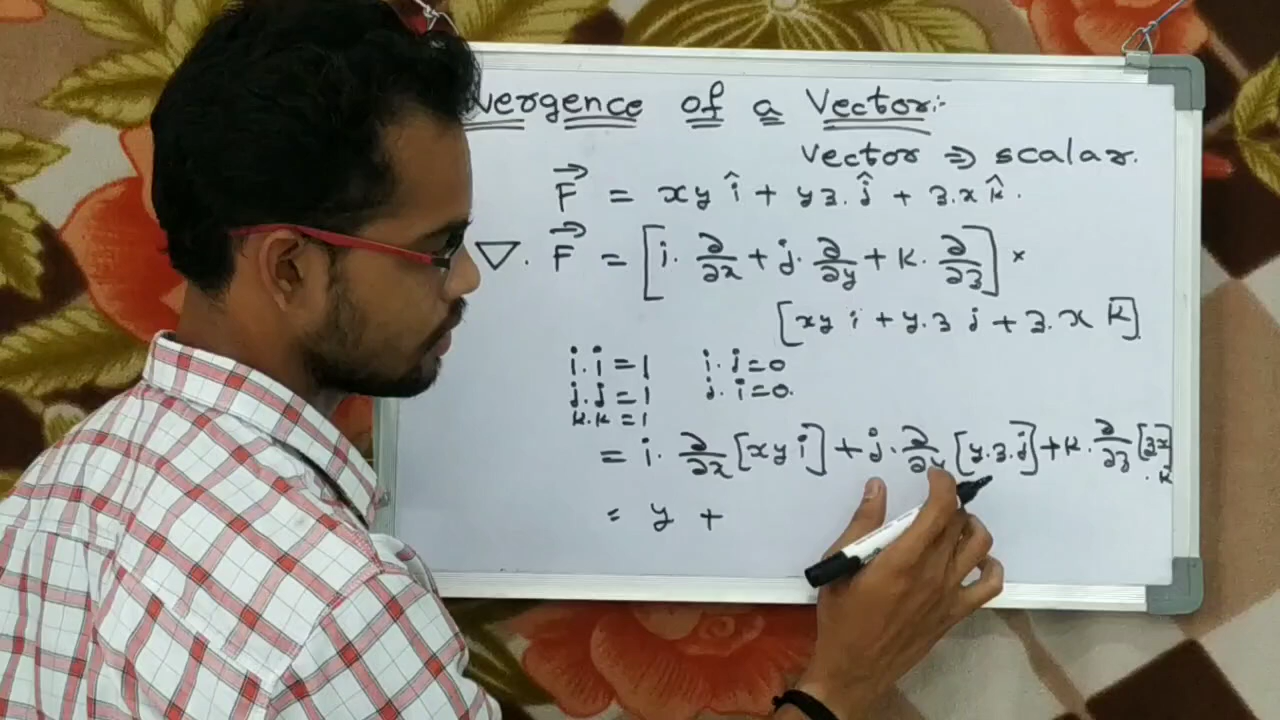 vergence of a Vector:-
Vector ⇒ scalar.
F⃗ = xy î + yz.ĵ + z.x k̂.
∇. F⃗ = [i. ∂/∂x + j. ∂/∂y + k. ∂/∂z] ×
[xy i + y.z j + z.x k]
i.i = 1 i.j = 0
j.j = 1 j.i = 0.
k.k = 1
= i. ∂/∂x [xy i] + j. ∂/∂y [y.z.j] + k. ∂/∂z [zx
. k
= y +